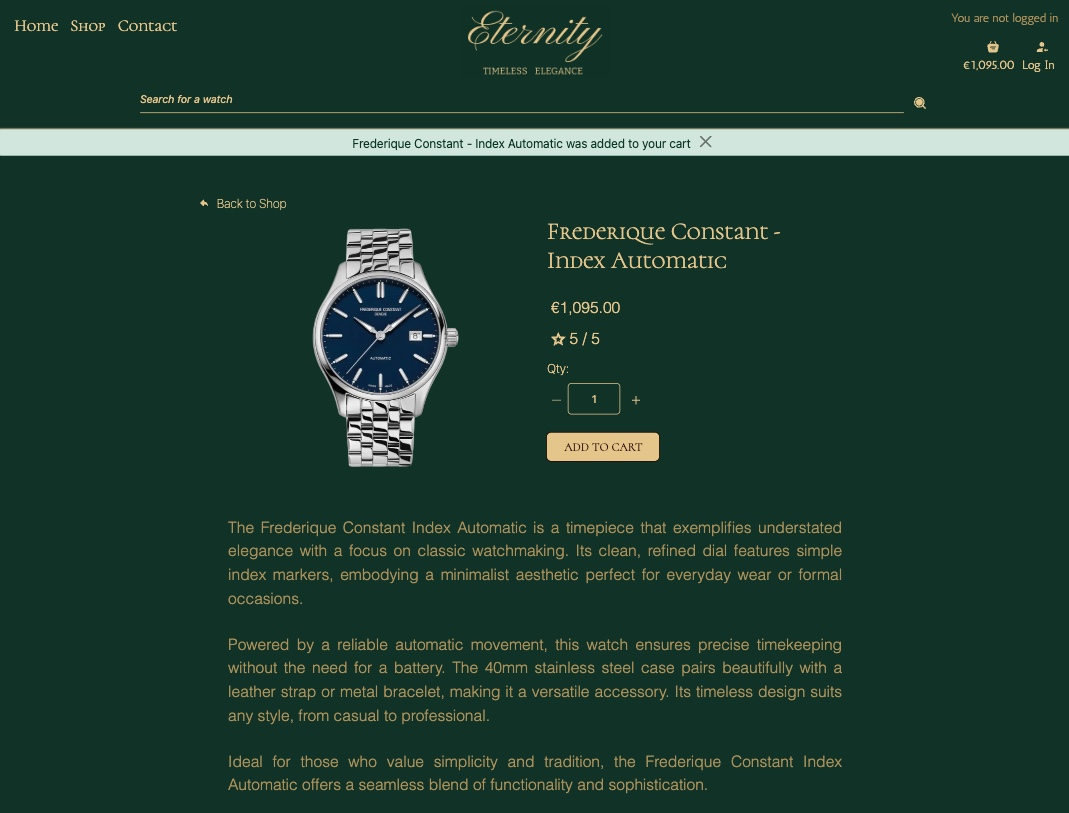 Home Shop Contact
Eternity
TIMELESS ELEGANCE
You are not logged in
€1,095.00 Log In
Search for a watch
Frederique Constant - Index Automatic was added to your cart
Back to Shop
Frederique Constant -
Index Automatic
FREDERIQUE CONSTANT
GENEVE
AUTOMATIC
€1,095.00
5 / 5
Qty:
− 1 +
ADD TO CART
The Frederique Constant Index Automatic is a timepiece that exemplifies understated
elegance with a focus on classic watchmaking. Its clean, refined dial features simple
index markers, embodying a minimalist aesthetic perfect for everyday wear or formal
occasions.
Powered by a reliable automatic movement, this watch ensures precise timekeeping
without the need for a battery. The 40mm stainless steel case pairs beautifully with a
leather strap or metal bracelet, making it a versatile accessory. Its timeless design suits
any style, from casual to professional.
Ideal for those who value simplicity and tradition, the Frederique Constant Index
Automatic offers a seamless blend of functionality and sophistication.